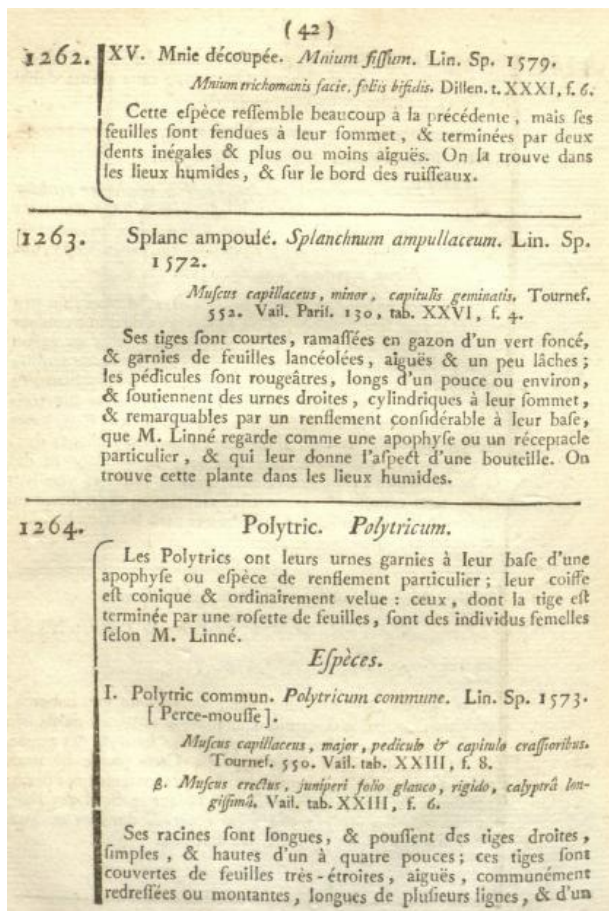 ( 42 )
1262. XV. Mnie découpée. Mnium fiſſum. Lin. Sp. 1579.
Mnium trichomanis facie, foliis bifidis. Dillen. t. XXXI, f. 6.
Cette eſpèce reſſemble beaucoup à la précédente, mais ſes
feuilles ſont fendues à leur ſommet, & terminées par deux
dents inégales & plus ou moins aiguës. On la trouve dans
les lieux humides, & ſur le bord des ruiſſeaux.
1263. Splanc ampoulé. Splanchnum ampullaceum. Lin. Sp.
1572.
Muſcus capillaceus, minor, capitulis geminatis. Tournef.
552. Vail. Pariſ. 130, tab. XXVI, f. 4.
Ses tiges ſont courtes, ramaſſées en gazon d'un vert foncé,
& garnies de feuilles lancéolées, aiguës & un peu lâches;
les pédicules ſont rougeâtres, longs d'un pouce ou environ,
& ſoutiennent des urnes droites, cylindriques à leur ſommet,
& remarquables par un renflement conſidérable à leur baſe,
que M. Linné regarde comme une apophyſe ou un réceptacle
particulier, & qui leur donne l'aſpect d'une bouteille. On
trouve cette plante dans les lieux humides.
1264. Polytric. Polytricum.
Les Polytrics ont leurs urnes garnies à leur baſe d'une
apophyſe ou eſpèce de renflement particulier; leur coiffe
eſt conique & ordinairement velue : ceux, dont la tige eſt
terminée par une roſette de feuilles, ſont des individus femelles
ſelon M. Linné.
Eſpèces.
I. Polytric commun. Polytricum commune. Lin. Sp. 1573.
[ Perce-mouſſe ].
Muſcus capillaceus, major, pediculo & capitulo craſſioribus.
Tournef. 550. Vail. tab. XXIII, f. 8.
β. Muſcus erectus, juniperi folio glauco, rigido, calyptrâ lon-
giſſimâ. Vail. tab. XXIII, f. 6.
Ses racines ſont longues, & pouſſent des tiges droites,
ſimples, & hautes d'un à quatre pouces; ces tiges ſont
couvertes de feuilles très-étroites, aiguës, communément
redreſſées ou montantes, longues de pluſieurs lignes, & d'un